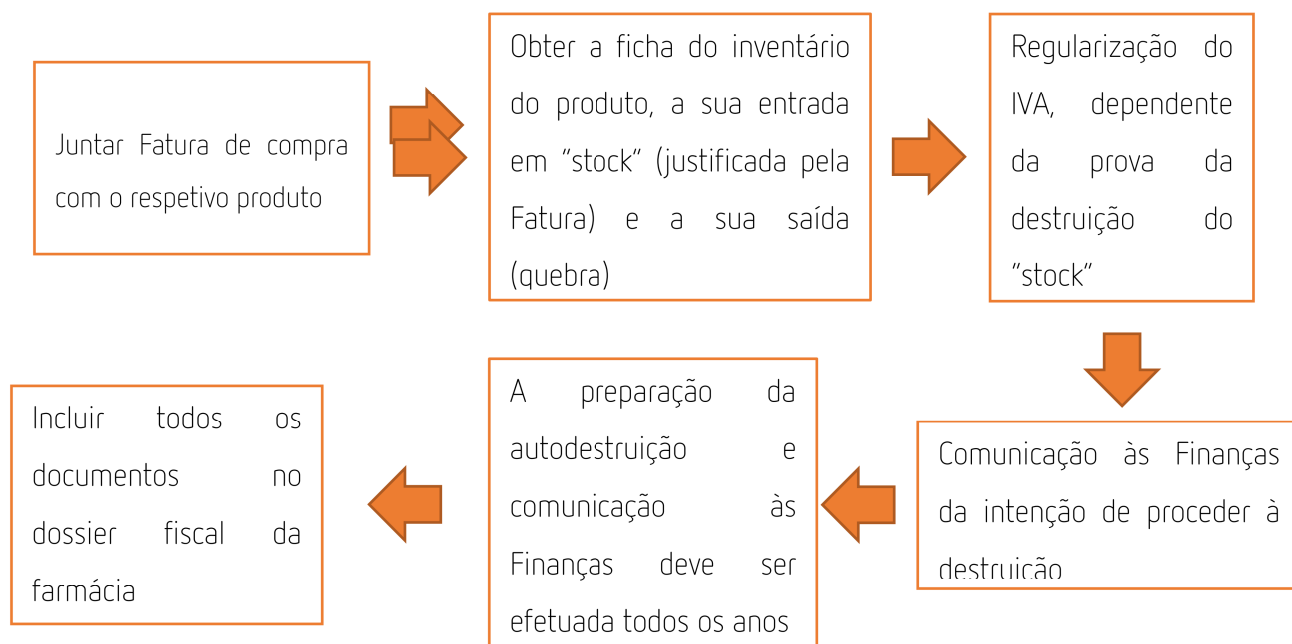 Juntar Fatura de compra
com o respetivo produto
Obter a ficha do inventário
do produto, a sua entrada
em "stock" (justificada pela
Fatura) e a sua saída
(quebra)
Regularização do
IVA, dependente
da prova da
destruição do
"stock"
Comunicação às Finanças
da intenção de proceder à
destruição
A preparação da
autodestruição e
comunicação às
Finanças deve ser
efetuada todos os anos
Incluir todos os
documentos no
dossier fiscal da
farmácia